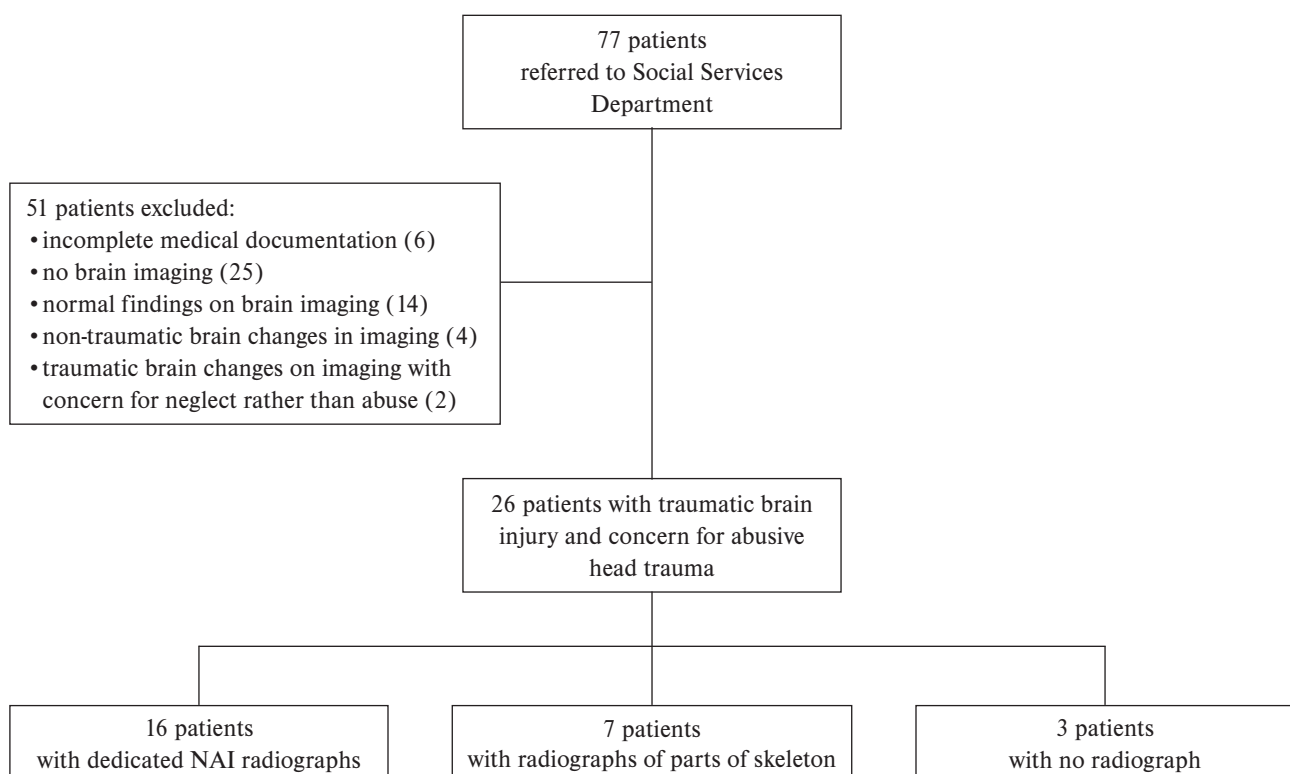 77 patients
referred to Social Services
Department
51 patients excluded:
• incomplete medical documentation (6)
• no brain imaging (25)
• normal findings on brain imaging (14)
• non-traumatic brain changes in imaging (4)
• traumatic brain changes on imaging with
concern for neglect rather than abuse (2)
26 patients with traumatic brain
injury and concern for abusive
head trauma
16 patients
with dedicated NAI radiographs
7 patients
with radiographs of parts of skeleton
3 patients
with no radiograph